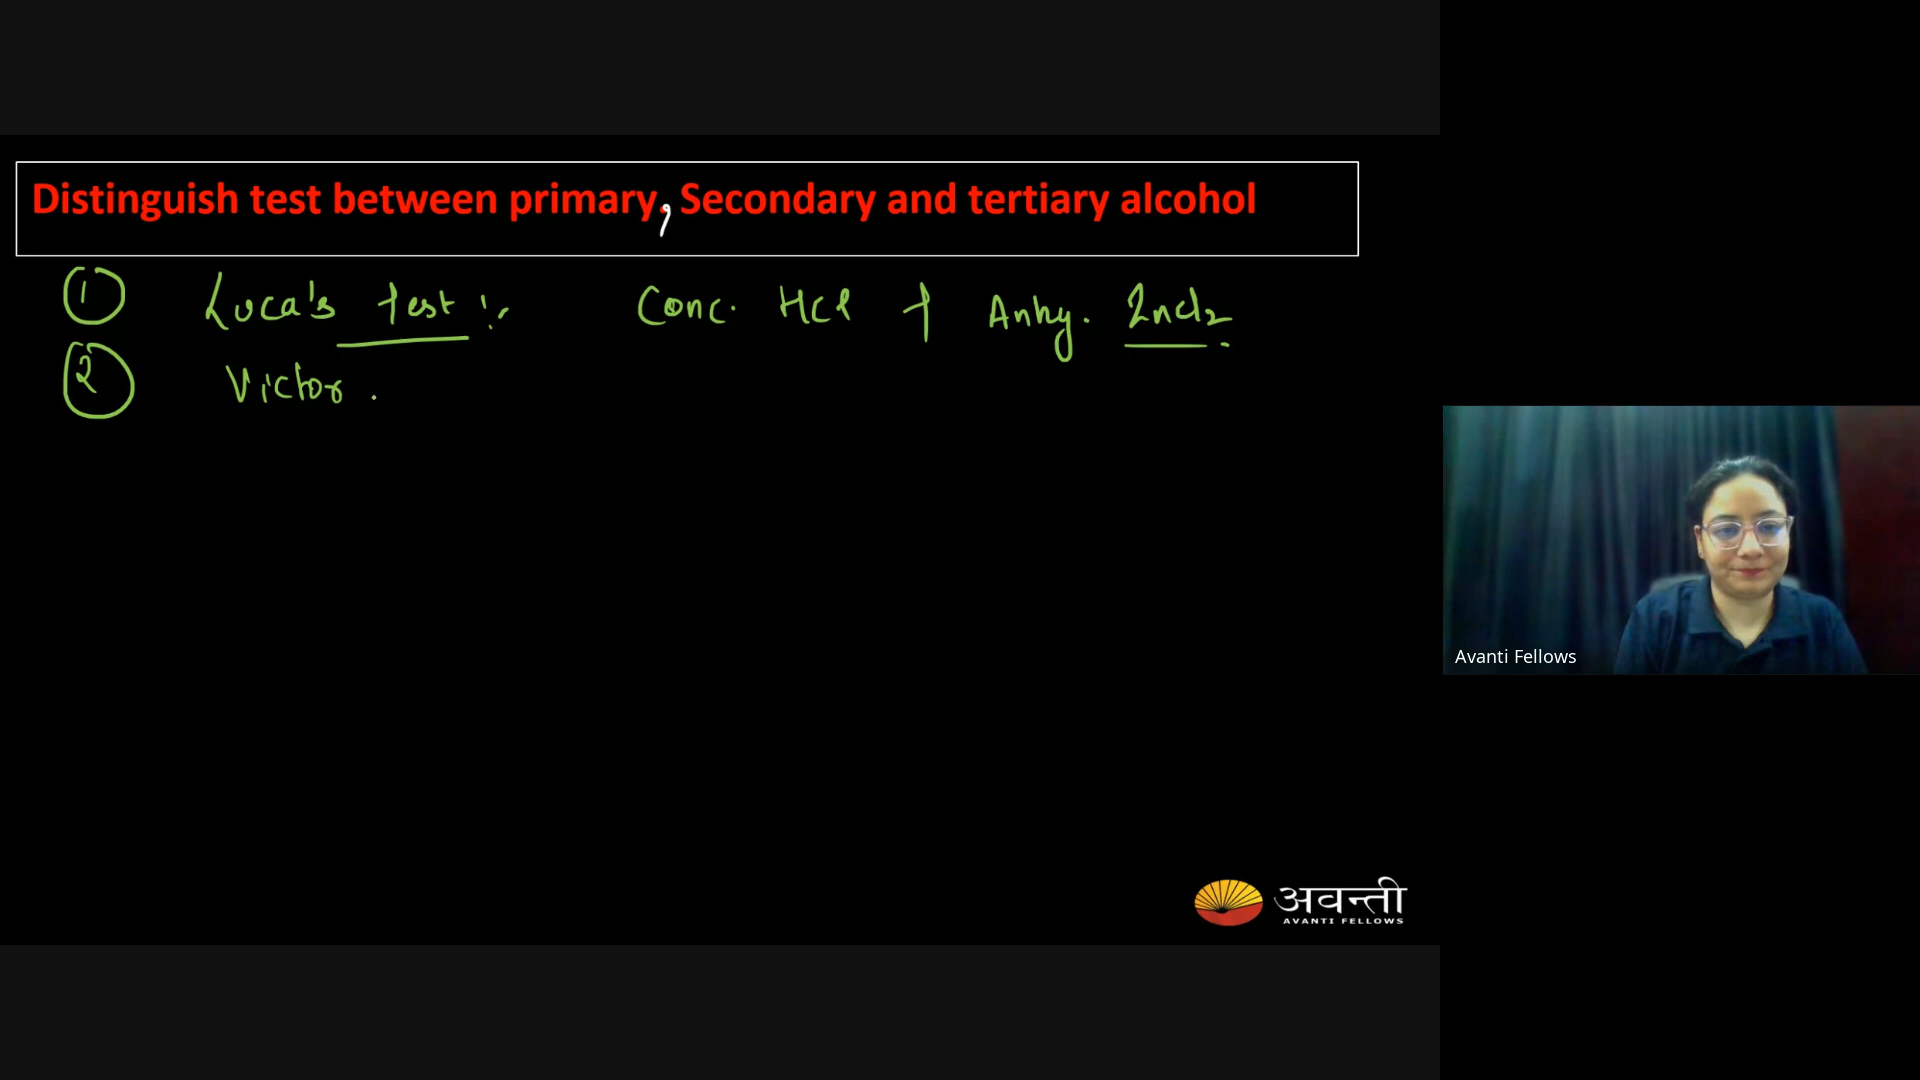 Distinguish test between primary, Secondary and tertiary alcohol
① Luca's test :- Conc. HCl + Anhy. ZnCl2
② Victor.
Avanti Fellows
अवन्ती
AVANTI FELLOWS